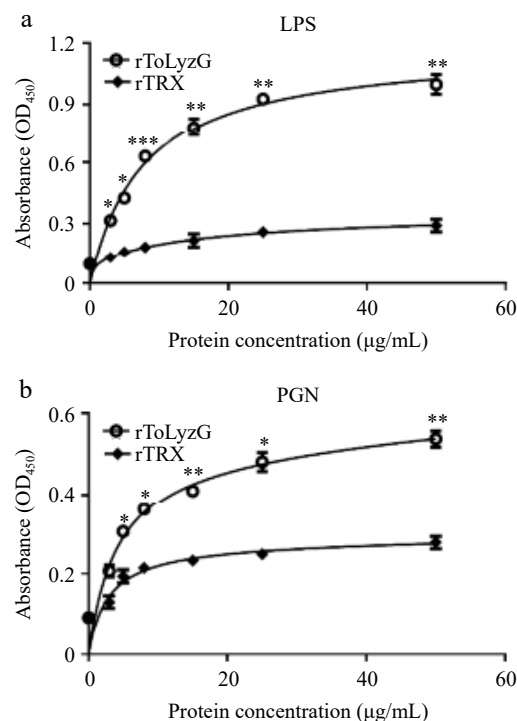 a
LPS
rToLyzG
rTRX
Absorbance (OD450)
1.2
0.9
0.6
0.3
0
* * *** ** ** **
0 20 40 60
Protein concentration (μg/mL)
b
PGN
rToLyzG
rTRX
Absorbance (OD450)
0.6
0.4
0.2
0
* * ** * **
0 20 40 60
Protein concentration (μg/mL)